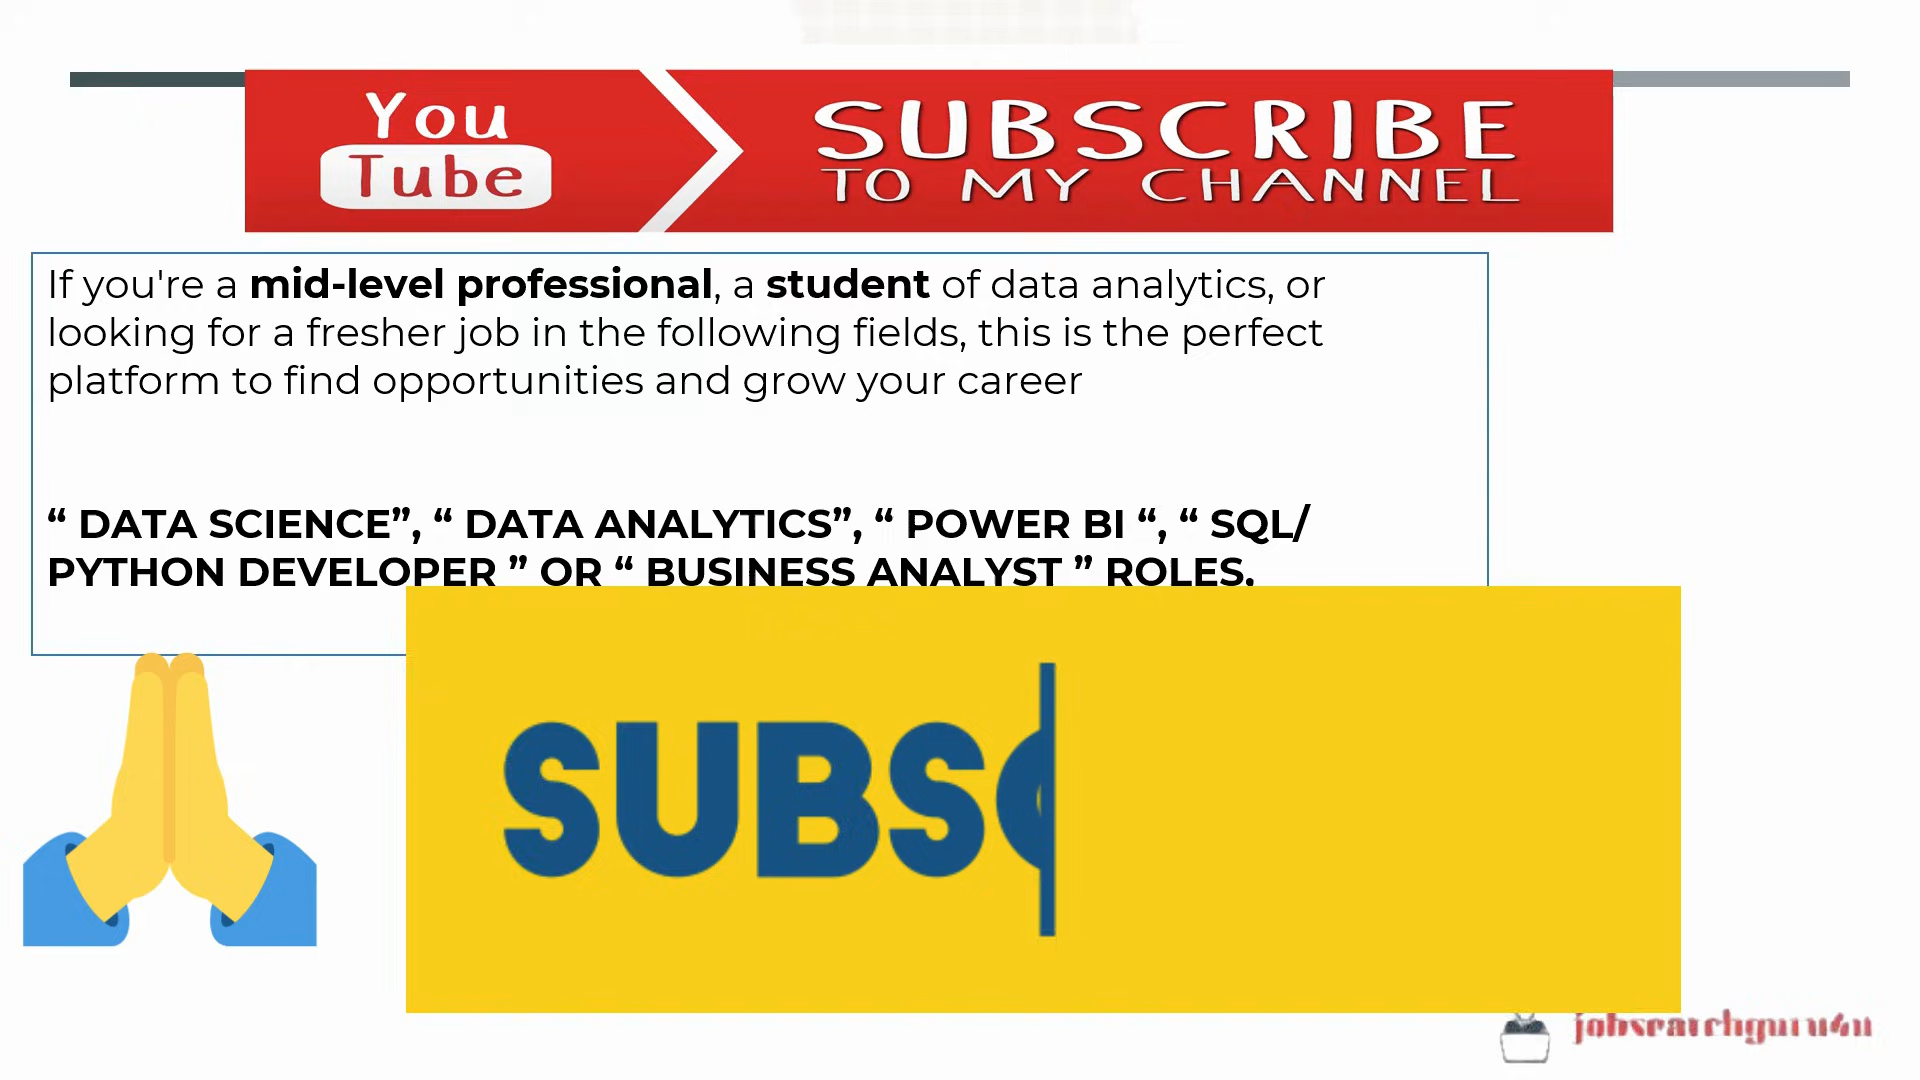 You
Tube
SUBSCRIBE
TO MY CHANNEL
If you're a mid-level professional, a student of data analytics, or
looking for a fresher job in the following fields, this is the perfect
platform to find opportunities and grow your career
“ DATA SCIENCE”, “ DATA ANALYTICS”, “ POWER BI “, “ SQL/
PYTHON DEVELOPER ” OR “ BUSINESS ANALYST ” ROLES.
SUBSC
jobsearchguru4u